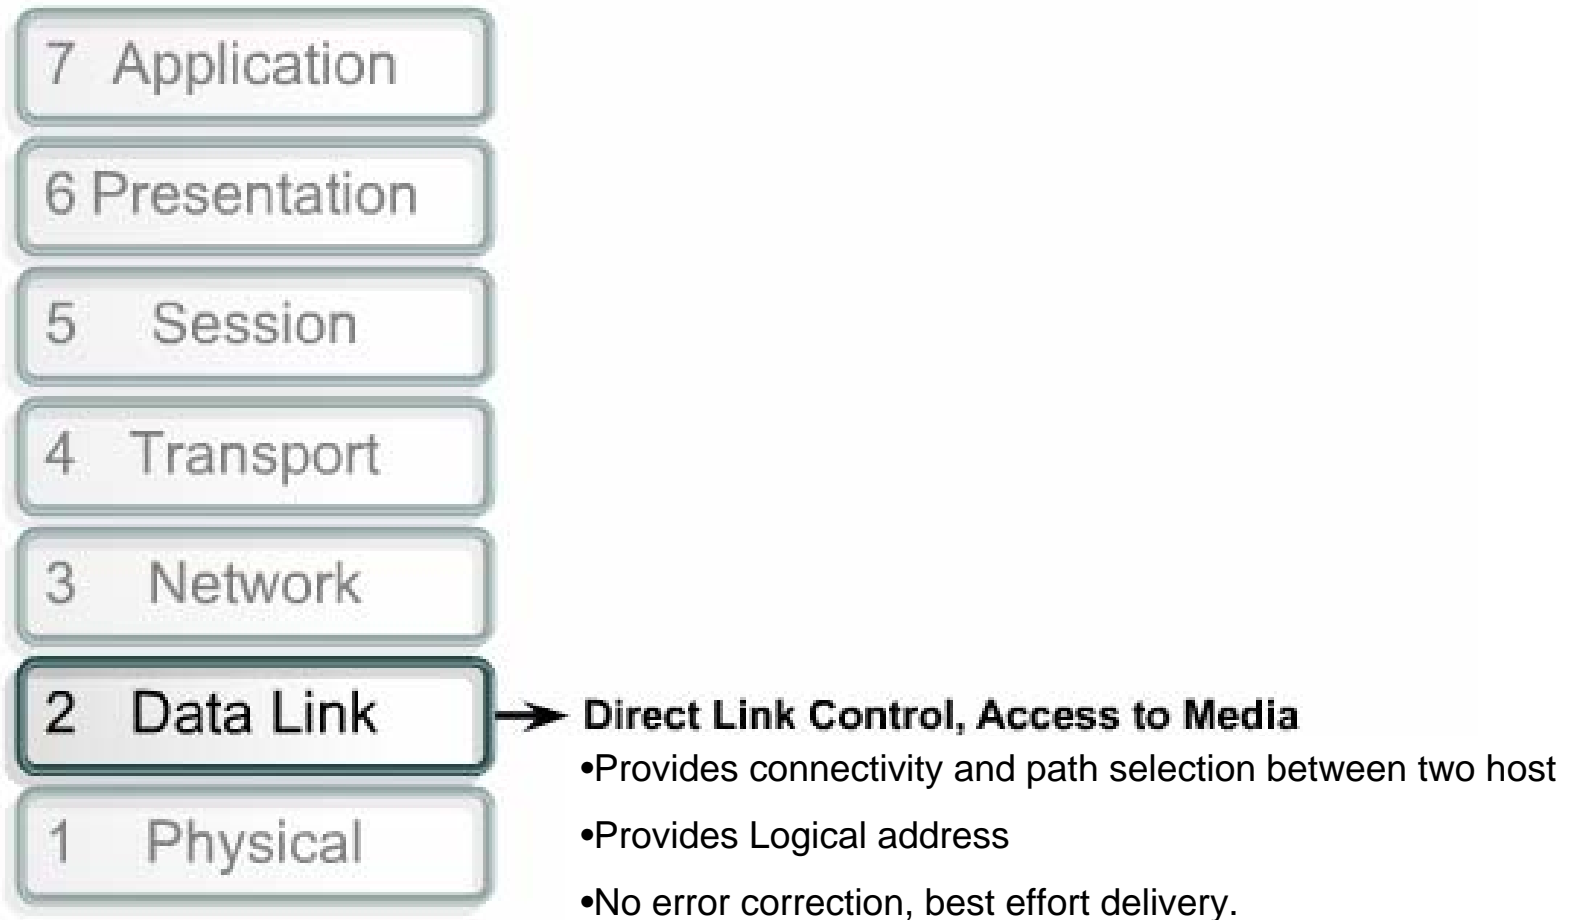 7 Application
6 Presentation
5 Session
4 Transport
3 Network
2 Data Link
Direct Link Control, Access to Media
•Provides connectivity and path selection between two host
•Provides Logical address
•No error correction, best effort delivery.
1 Physical